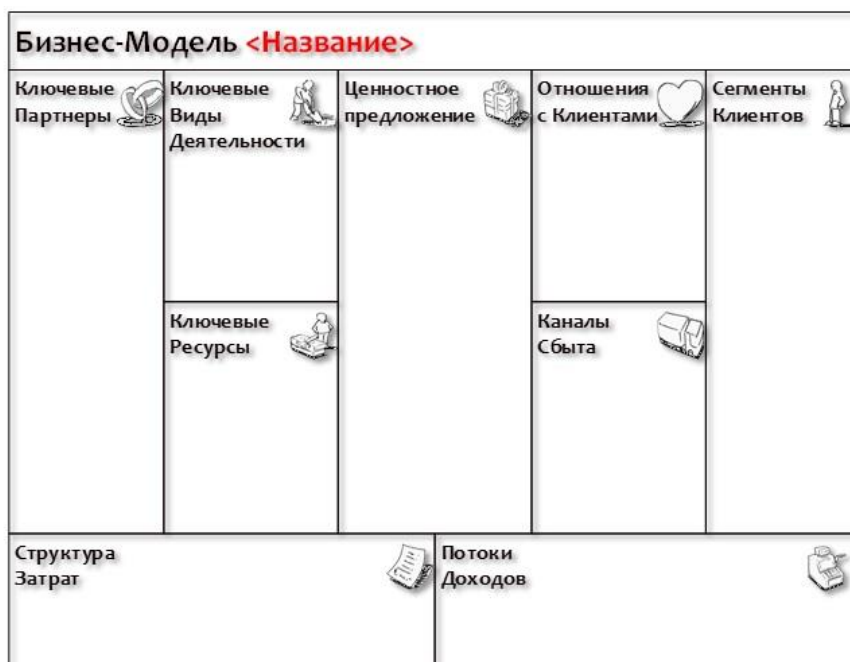 Бизнес-Модель <Название>
Ключевые
Партнеры
Ключевые
Виды
Деятельности
Ключевые
Ресурсы
Ценностное
предложение
Отношения
с Клиентами
Каналы
Сбыта
Сегменты
Клиентов
Структура
Затрат
Потоки
Доходов